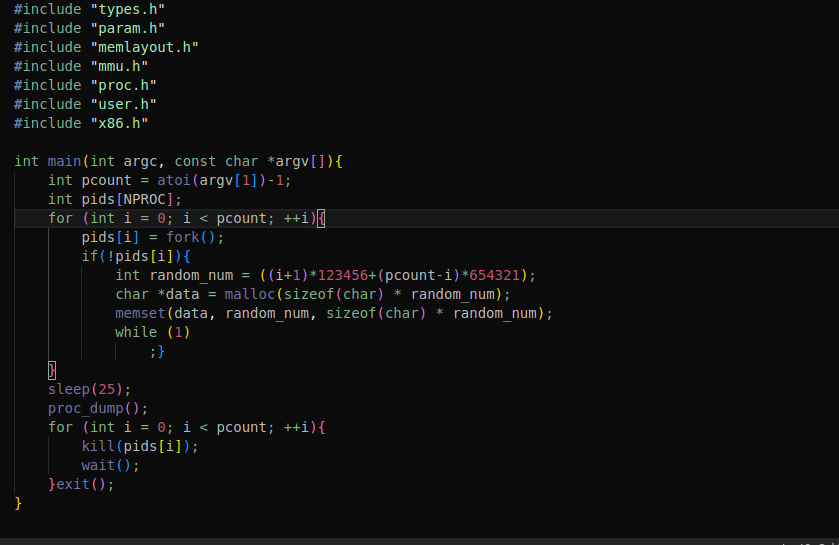 #include "types.h"
#include "param.h"
#include "memlayout.h"
#include "mmu.h"
#include "proc.h"
#include "user.h"
#include "x86.h"

int main(int argc, const char *argv[]){
    int pcount = atoi(argv[1])-1;
    int pids[NPROC];
    for (int i = 0; i < pcount; ++i){
        pids[i] = fork();
        if(!pids[i]){
            int random_num = ((i+1)*123456+(pcount-i)*654321);
            char *data = malloc(sizeof(char) * random_num);
            memset(data, random_num, sizeof(char) * random_num);
            while (1)
                ;}
    }
    sleep(25);
    proc_dump();
    for (int i = 0; i < pcount; ++i){
        kill(pids[i]);
        wait();
    }exit();
}